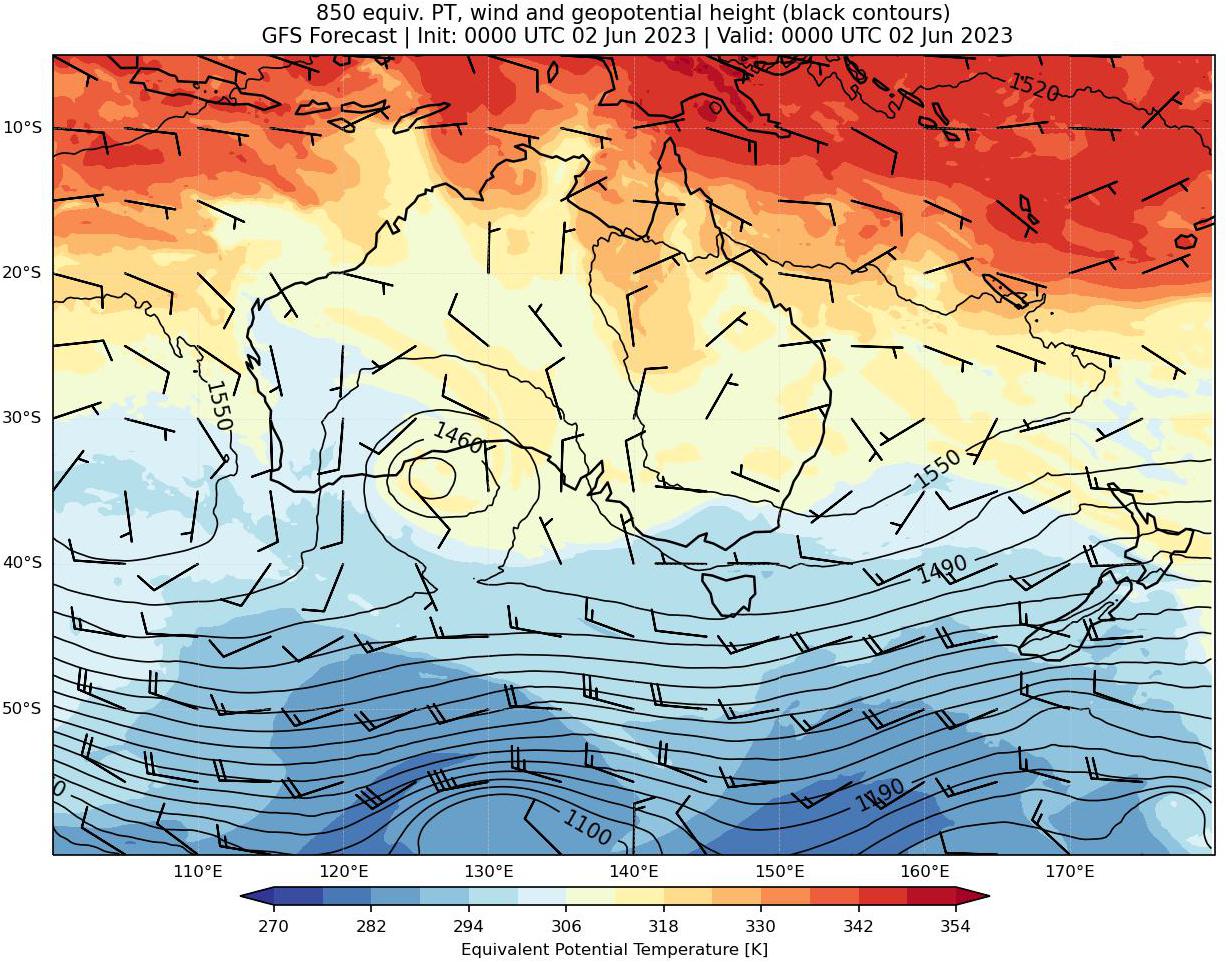 850 equiv. PT, wind and geopotential height (black contours)
GFS Forecast | Init: 0000 UTC 02 Jun 2023 | Valid: 0000 UTC 02 Jun 2023
1520
10°S
20°S
1550
30°S
1460
1550
40°S
1490
50°S
0
1190
1100
110°E 120°E 130°E 140°E 150°E 160°E 170°E
270 282 294 306 318 330 342 354
Equivalent Potential Temperature [K]